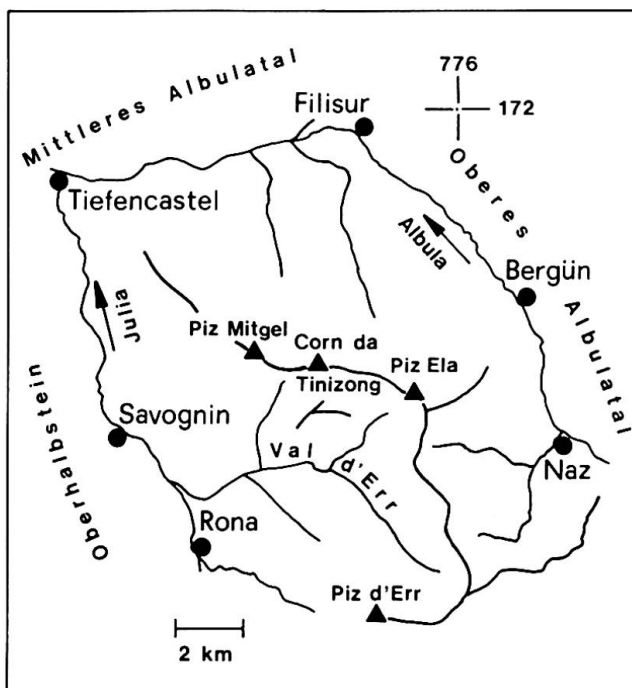 776
172
Mittleres Albulatal
Filisur
Oberes
Tiefencastel
Albula
Bergün
Albulatal
Julia
Piz Mitgel
Corn da
Tinizong
Piz Ela
Oberhalbstein
Savognin
Val d'Err
Naz
Rona
Piz d'Err
2 km